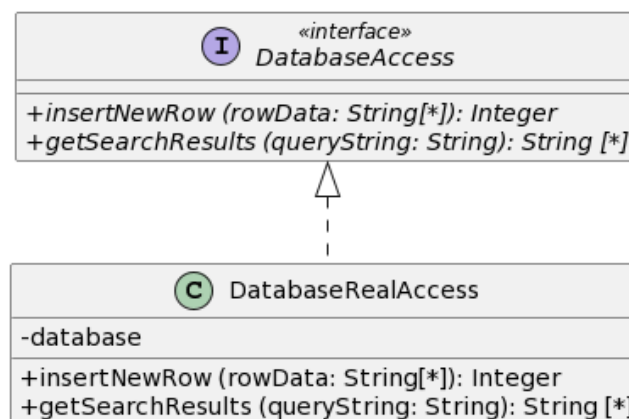 I
«interface»
DatabaseAccess
+insertNewRow (rowData: String[*]): Integer
+getSearchResults (queryString: String): String [*]
C
DatabaseRealAccess
-database
+insertNewRow (rowData: String[*]): Integer
+getSearchResults (queryString: String): String [*]